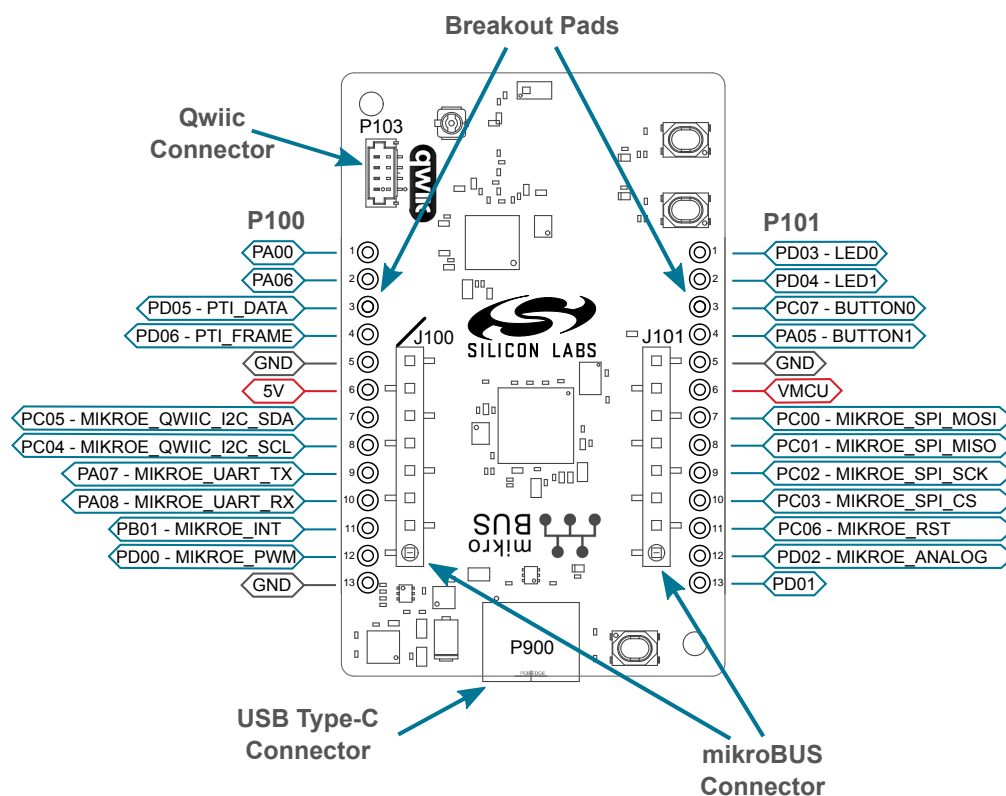 Breakout Pads
Qwiic
Connector
P103
qwiic
P100
P101
1
PA00
2
PA06
3
PD05 - PTI_DATA
4
PD06 - PTI_FRAME
5
GND
6
5V
7
PC05 - MIKROE_QWIIC_I2C_SDA
8
PC04 - MIKROE_QWIIC_I2C_SCL
9
PA07 - MIKROE_UART_TX
10
PA08 - MIKROE_UART_RX
11
PB01 - MIKROE_INT
12
PD00 - MIKROE_PWM
13
GND
J100
SILICON LABS
J101
1
PD03 - LED0
2
PD04 - LED1
3
PC07 - BUTTON0
4
PA05 - BUTTON1
5
GND
6
VMCU
7
PC00 - MIKROE_SPI_MOSI
8
PC01 - MIKROE_SPI_MISO
9
PC02 - MIKROE_SPI_SCK
10
PC03 - MIKROE_SPI_CS
11
PC06 - MIKROE_RST
12
PD02 - MIKROE_ANALOG
13
PD01
mikro
BUS
P900
PCB EDGE
USB Type-C
Connector
mikroBUS
Connector